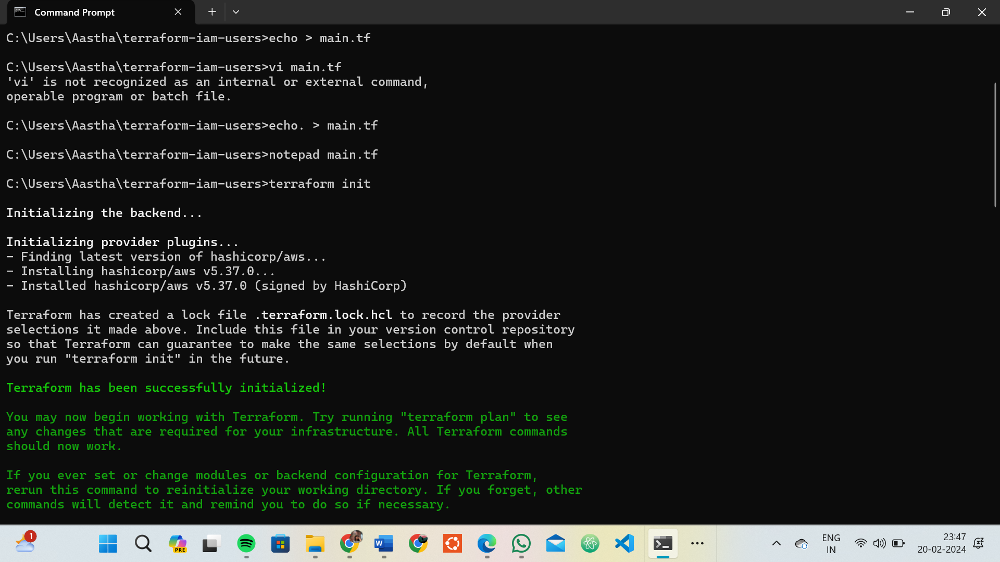 Command Prompt
C:\Users\Aastha\terraform-iam-users>echo > main.tf
C:\Users\Aastha\terraform-iam-users>vi main.tf
'vi' is not recognized as an internal or external command,
operable program or batch file.
C:\Users\Aastha\terraform-iam-users>echo. > main.tf
C:\Users\Aastha\terraform-iam-users>notepad main.tf
C:\Users\Aastha\terraform-iam-users>terraform init
Initializing the backend...
Initializing provider plugins...
- Finding latest version of hashicorp/aws...
- Installing hashicorp/aws v5.37.0...
- Installed hashicorp/aws v5.37.0 (signed by HashiCorp)
Terraform has created a lock file .terraform.lock.hcl to record the provider
selections it made above. Include this file in your version control repository
so that Terraform can guarantee to make the same selections by default when
you run "terraform init" in the future.
Terraform has been successfully initialized!
You may now begin working with Terraform. Try running "terraform plan" to see
any changes that are required for your infrastructure. All Terraform commands
should now work.
If you ever set or change modules or backend configuration for Terraform,
rerun this command to reinitialize your working directory. If you forget, other
commands will detect it and remind you to do so if necessary.
1
PRE
W
ENG
IN
23:47
20-02-2024